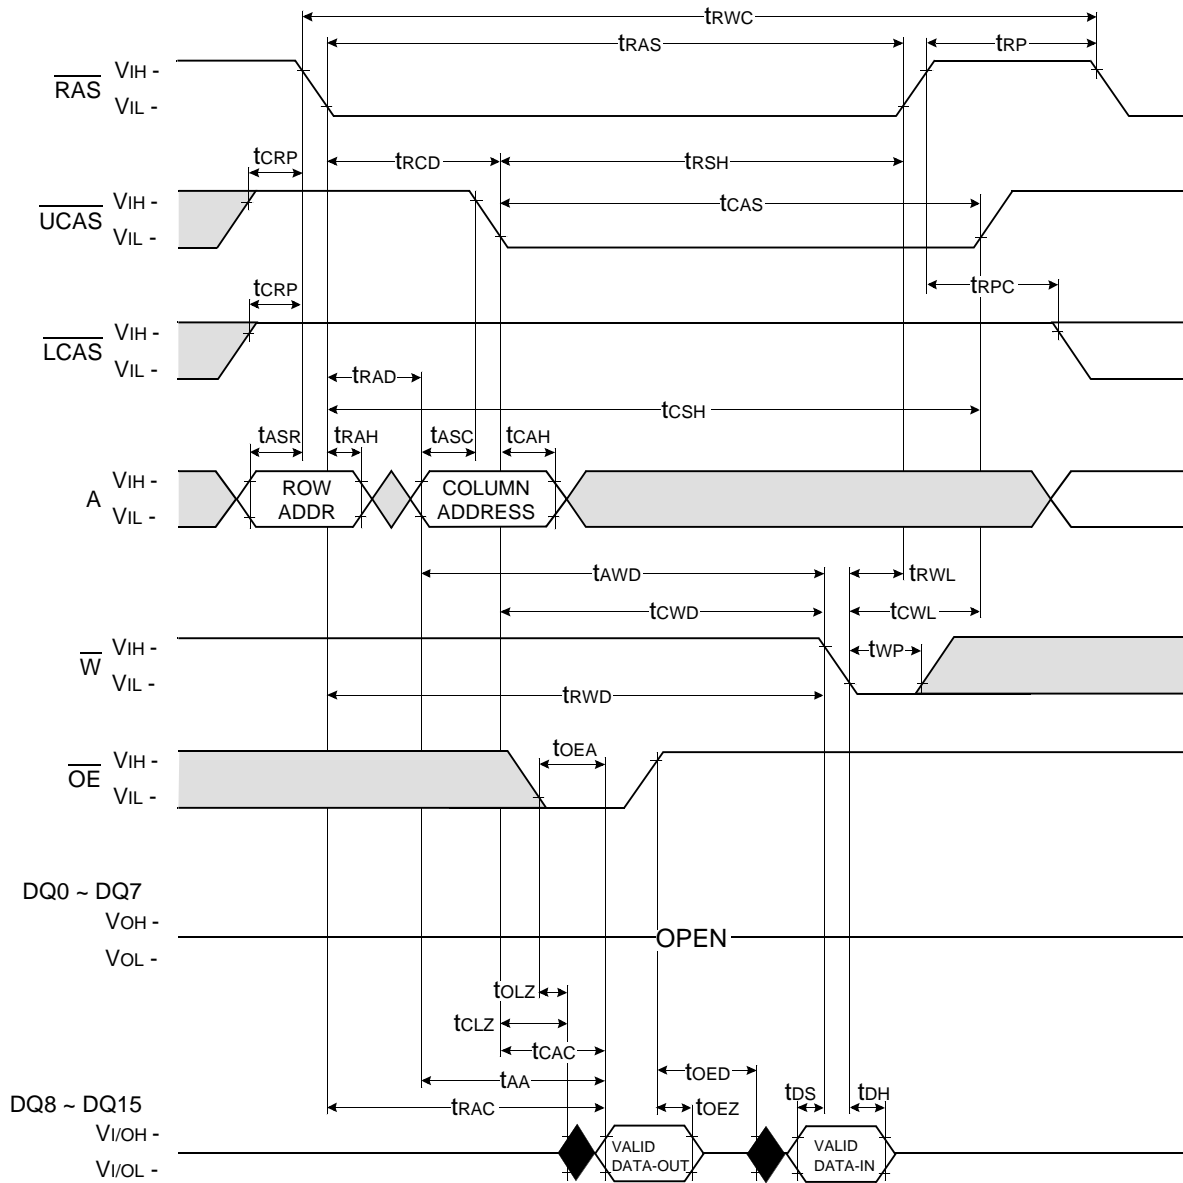 tRWC
tRAS
tRP
RAS
VIH -
VIL -
tCRP
tRCD
tRSH
UCAS
VIH -
VIL -
tCAS
tCRP
tRPC
LCAS
VIH -
VIL -
tRAD
tCSH
tASR
tRAH
tASC
tCAH
A
VIH -
VIL -
ROW
ADDR
COLUMN
ADDRESS
tAWD
tRWL
tCWD
tCWL
W
VIH -
VIL -
tWP
tRWD
OE
VIH -
VIL -
tOEA
DQ0 ~ DQ7
VOH -
VOL -
OPEN
tOLZ
tCLZ
tCAC
tOED
tAA
tDS
tDH
DQ8 ~ DQ15
tRAC
tOEZ
VI/OH -
VI/OL -
VALID
DATA-OUT
VALID
DATA-IN